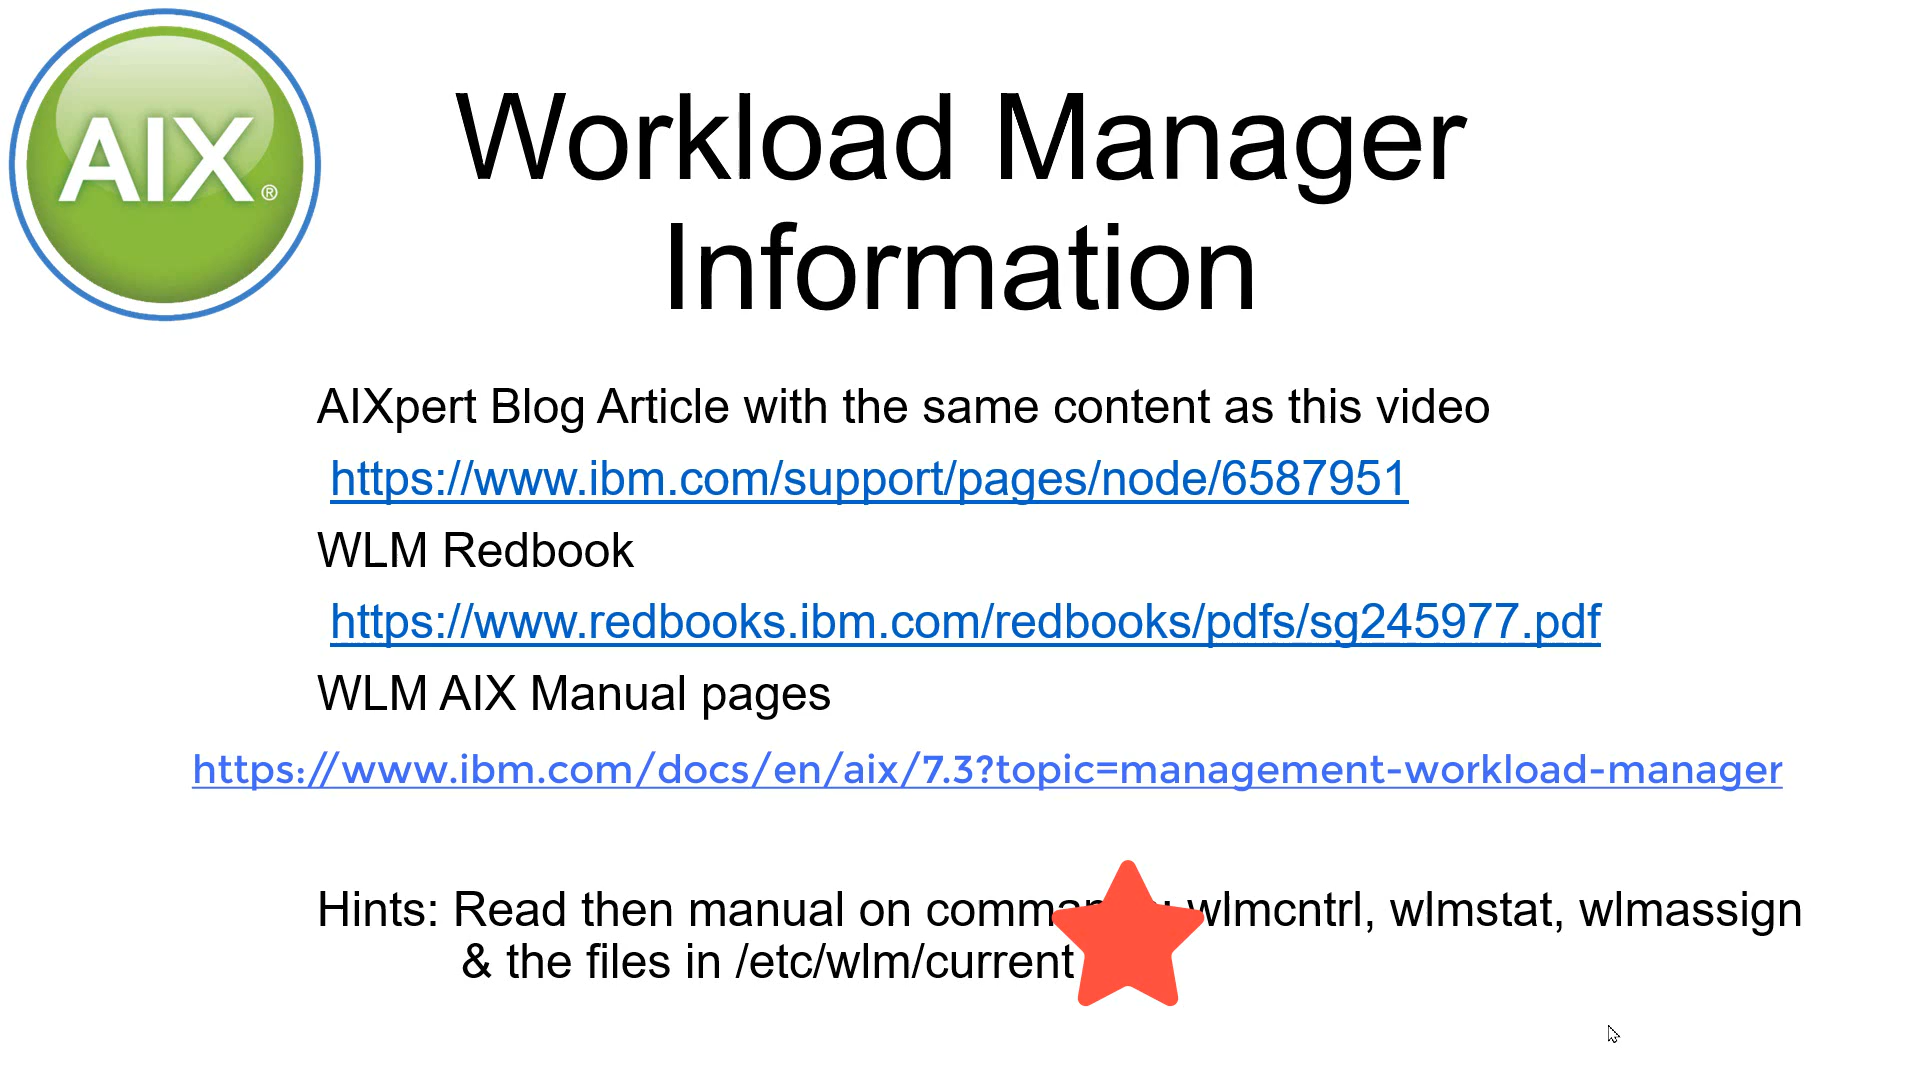 AIX®
Workload Manager
Information
AIXpert Blog Article with the same content as this video
https://www.ibm.com/support/pages/node/6587951
WLM Redbook
https://www.redbooks.ibm.com/redbooks/pdfs/sg245977.pdf
WLM AIX Manual pages
https://www.ibm.com/docs/en/aix/7.3?topic=management-workload-manager
Hints: Read then manual on wlmcntrl, wlmstat, wlmassign
& the files in /etc/wlm/current